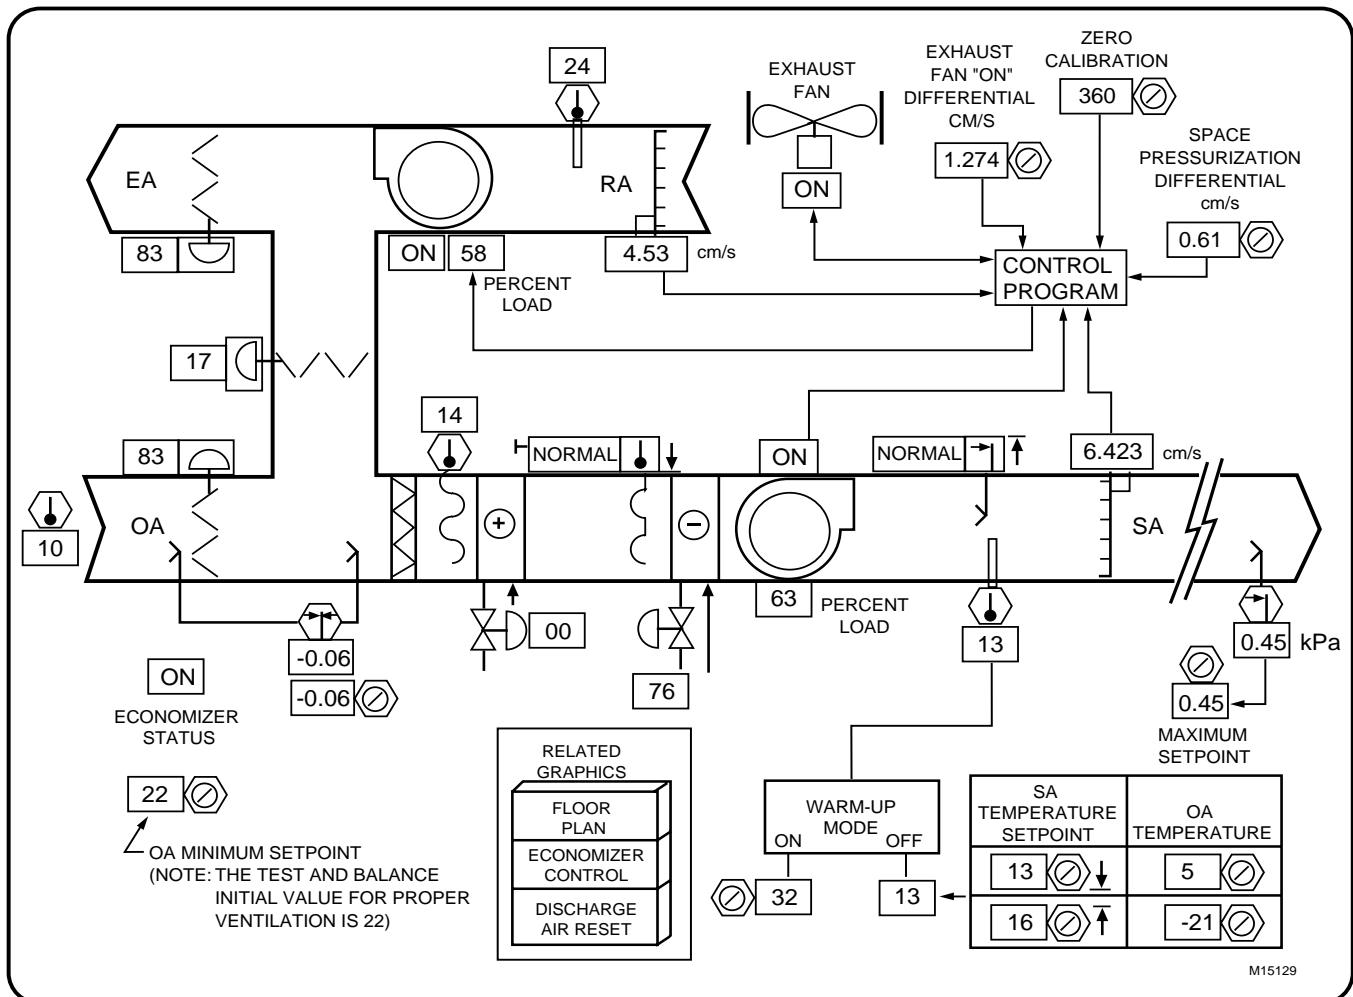 24
EXHAUST
FAN
EXHAUST
FAN "ON"
DIFFERENTIAL
CM/S
ZERO
CALIBRATION
360
1.274
SPACE
PRESSURIZATION
DIFFERENTIAL
cm/s
0.61
EA
RA
ON
83
ON
58
PERCENT
LOAD
4.53
cm/s
CONTROL
PROGRAM
17
14
83
NORMAL
ON
NORMAL
6.423
cm/s
OA
10
+
−
SA
63
PERCENT
LOAD
00
76
13
0.45
kPa
0.45
MAXIMUM
SETPOINT
-0.06
-0.06
ON
ECONOMIZER
STATUS
22
OA MINIMUM SETPOINT
(NOTE: THE TEST AND BALANCE
INITIAL VALUE FOR PROPER
VENTILATION IS 22)
RELATED
GRAPHICS
FLOOR
PLAN
ECONOMIZER
CONTROL
DISCHARGE
AIR RESET
WARM-UP
MODE
ON
OFF
32
13
SA
TEMPERATURE
SETPOINT
OA
TEMPERATURE
13
5
16
-21
M15129